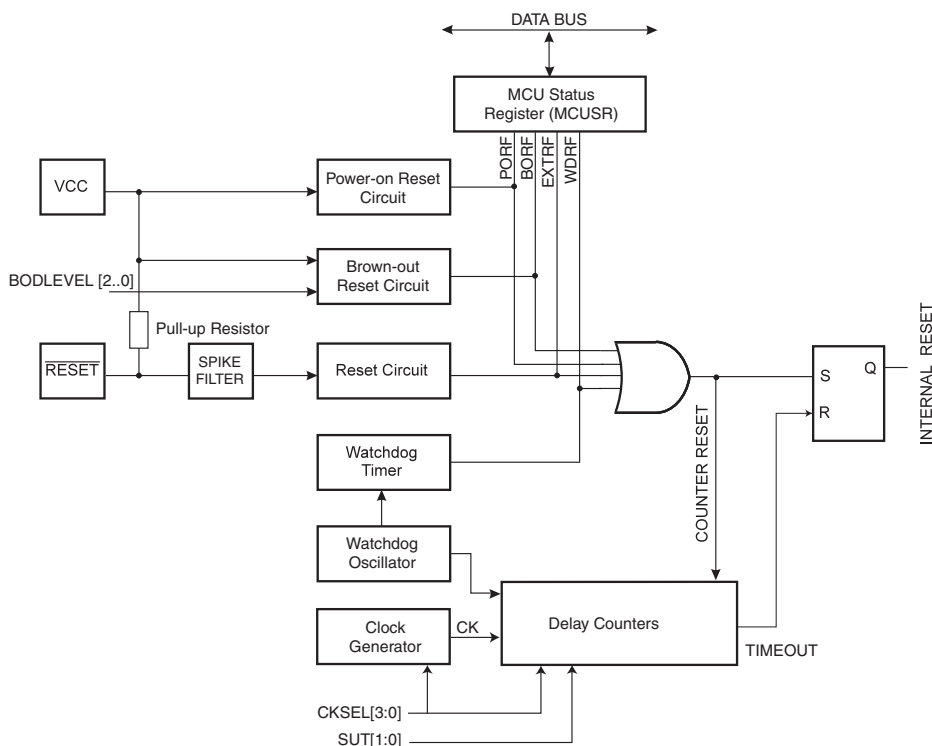 DATA BUS
MCU Status
Register (MCUSR)
PORF
BORF
EXTRF
WDRF
VCC
Power-on Reset
Circuit
BODLEVEL [2..0]
Brown-out
Reset Circuit
Pull-up Resistor
RESET
SPIKE
FILTER
Reset Circuit
S
Q
R
INTERNAL RESET
COUNTER RESET
Watchdog
Timer
Watchdog
Oscillator
Clock
Generator
CK
Delay Counters
TIMEOUT
CKSEL[3:0]
SUT[1:0]